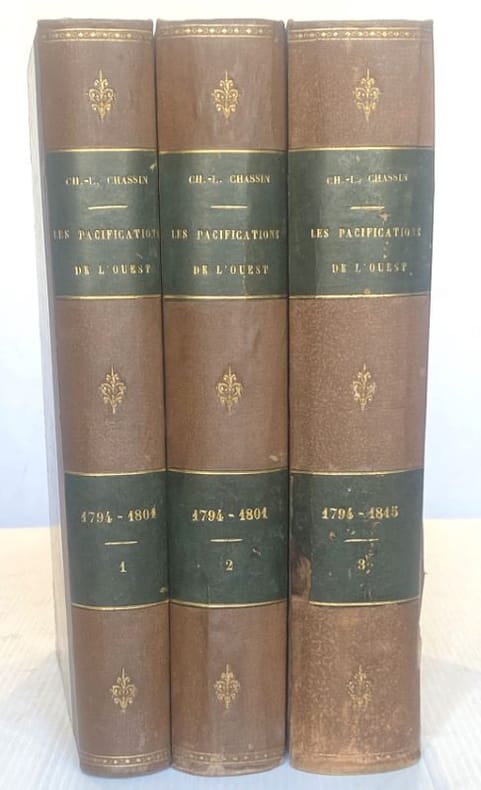 CH.-L. CHASSIN
LES PACIFICATIONS
DE L'OUEST
1794-1801
1
CH.-L. CHASSIN
LES PACIFICATIONS
DE L'OUEST
1794-1801
2
CH.-L. CHASSIN
LES PACIFICATIONS
DE L'OUEST
1794-1815
3